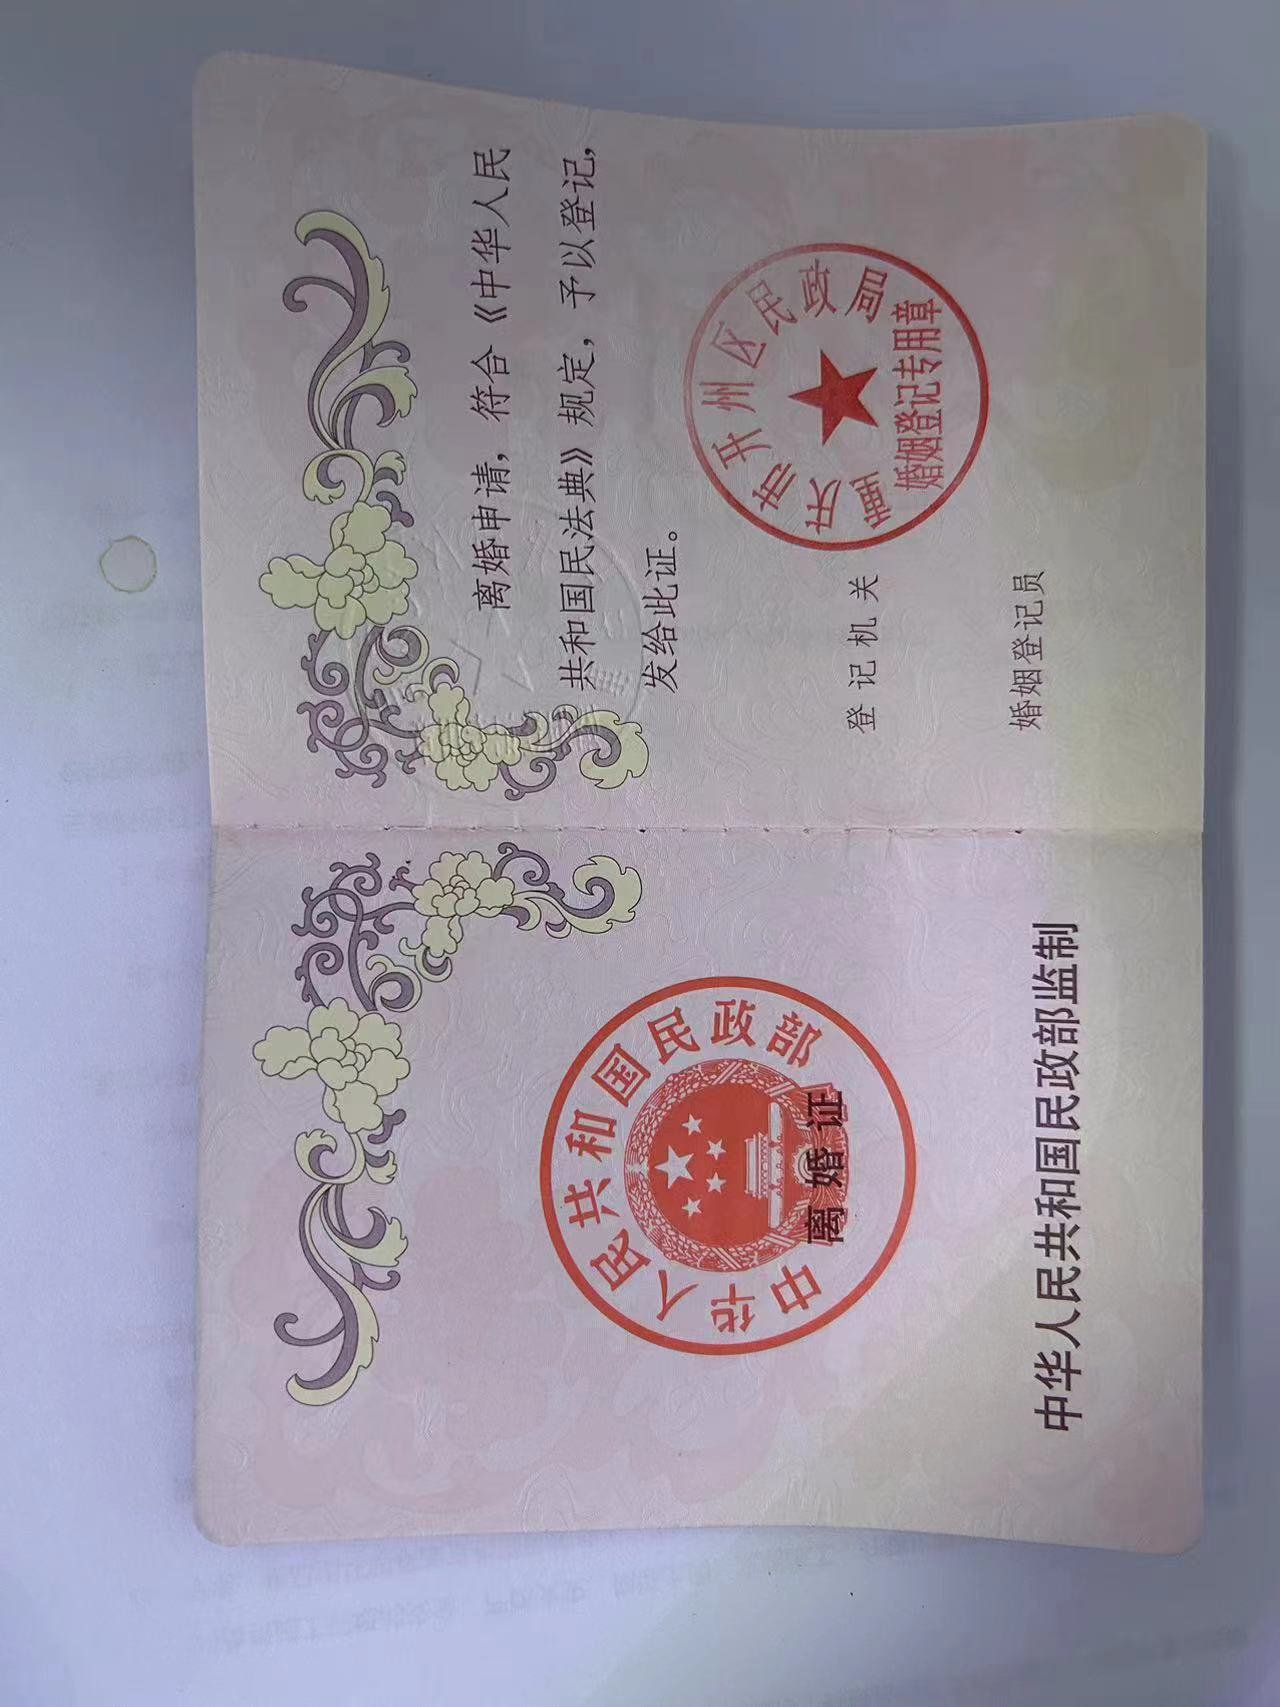 中华人民共和国民政部
离婚证
中华人民共和国民政部监制
离婚申请，符合《中华人民
共和国民法典》规定，予以登记，
发给此证。
登记机关
重庆市开州区民政局
婚姻登记专用章
婚姻登记员